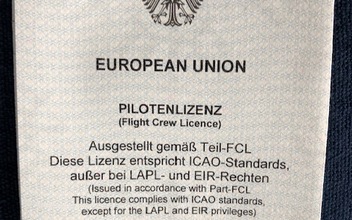 EUROPEAN UNION
PILOTENLIZENZ
(Flight Crew Licence)
Ausgestellt gemäß Teil-FCL
Diese Lizenz entspricht ICAO-Standards,
außer bei LAPL- und EIR-Rechten
(Issued in accordance with Part-FCL
This licence complies with ICAO standards,
except for the LAPL and EIR privileges)